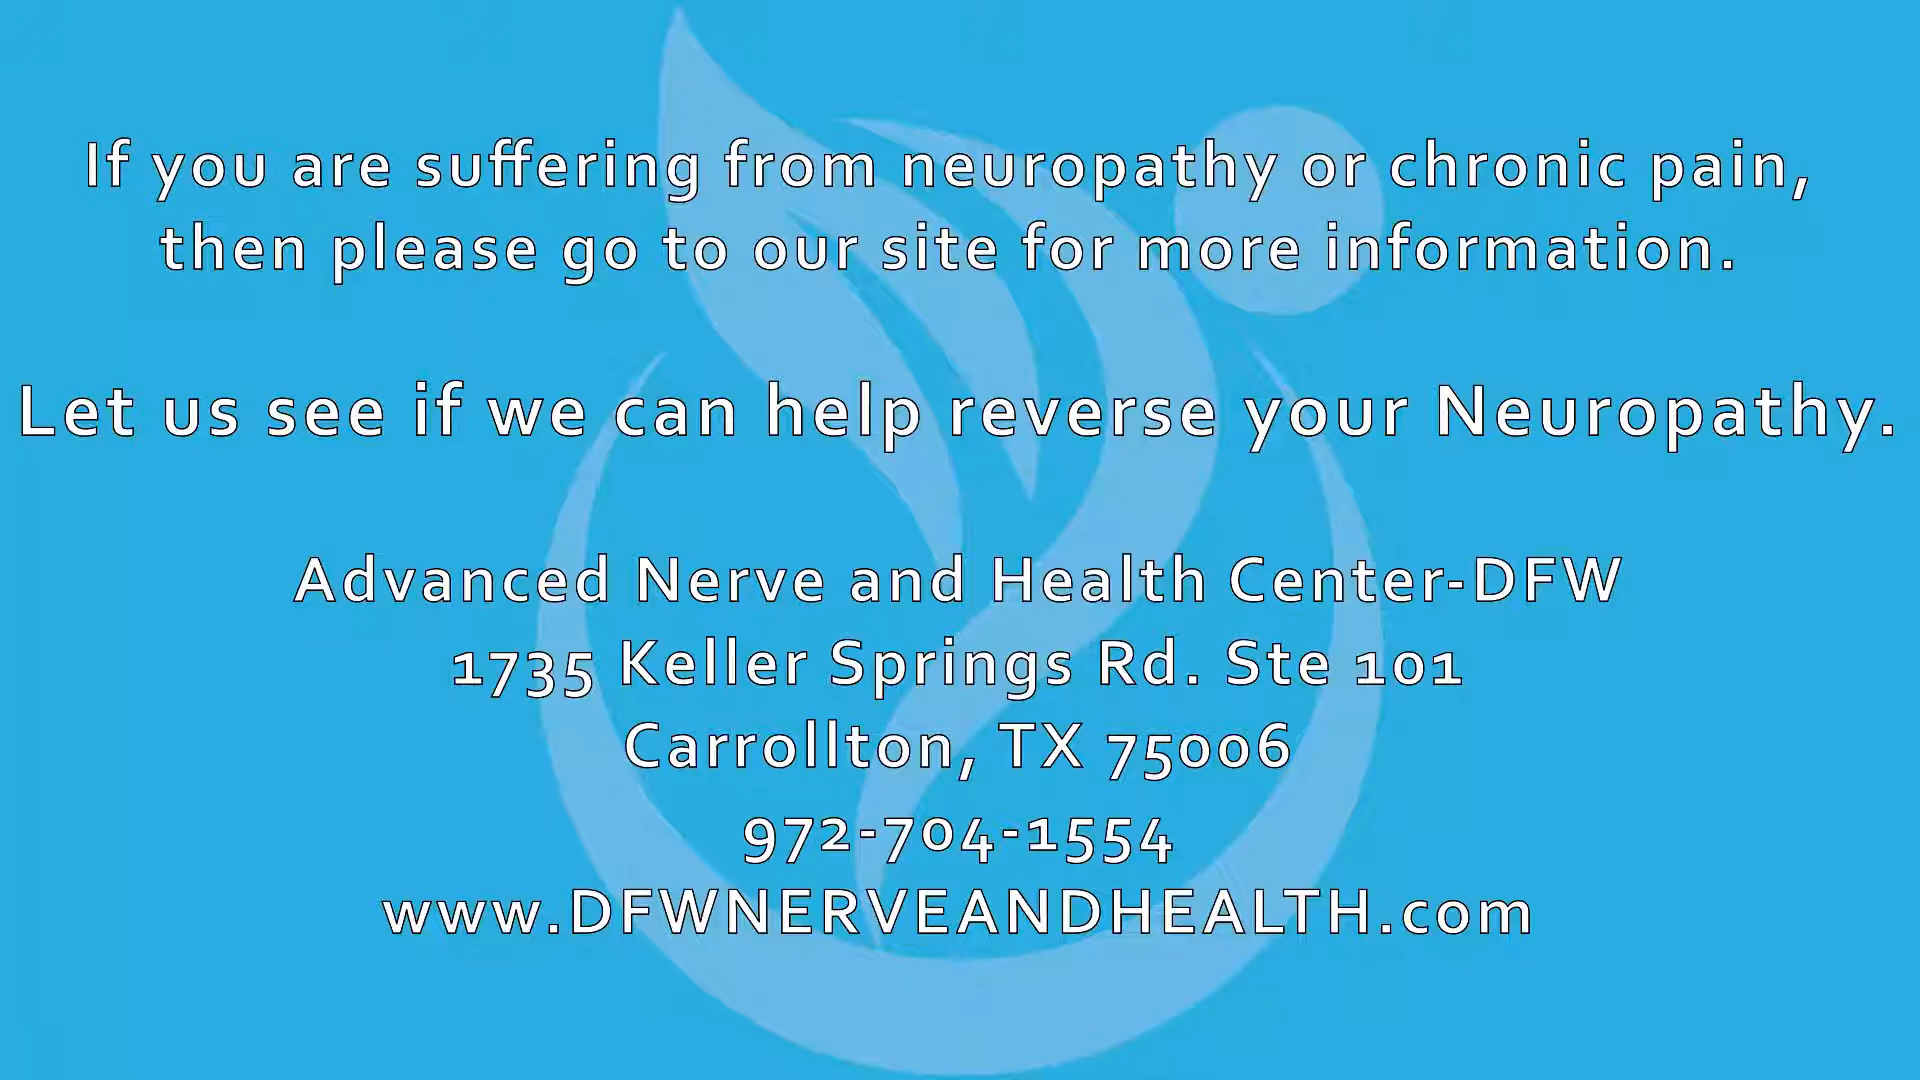 If you are suffering from neuropathy or chronic pain,
then please go to our site for more information.
Let us see if we can help reverse your Neuropathy.
Advanced Nerve and Health Center-DFW
1735 Keller Springs Rd. Ste 101
Carrollton, TX 75006
972-704-1554
www.DFWNERVEANDHEALTH.com